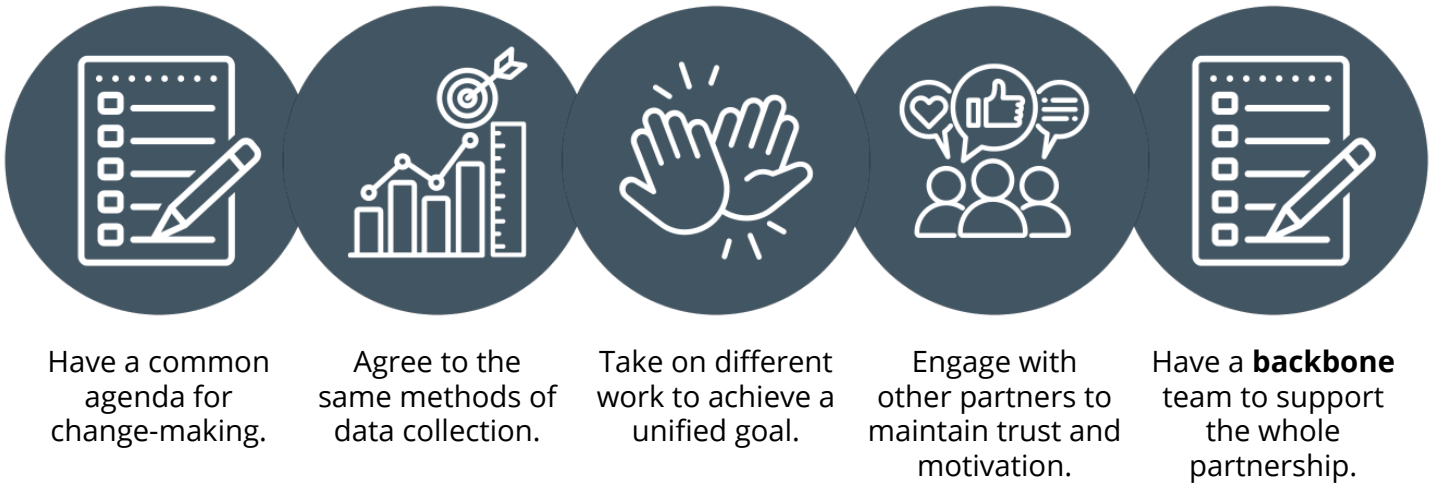 Have a common
agenda for
change-making.
Agree to the
same methods of
data collection.
Take on different
work to achieve a
unified goal.
Engage with
other partners to
maintain trust and
motivation.
Have a backbone
team to support
the whole
partnership.